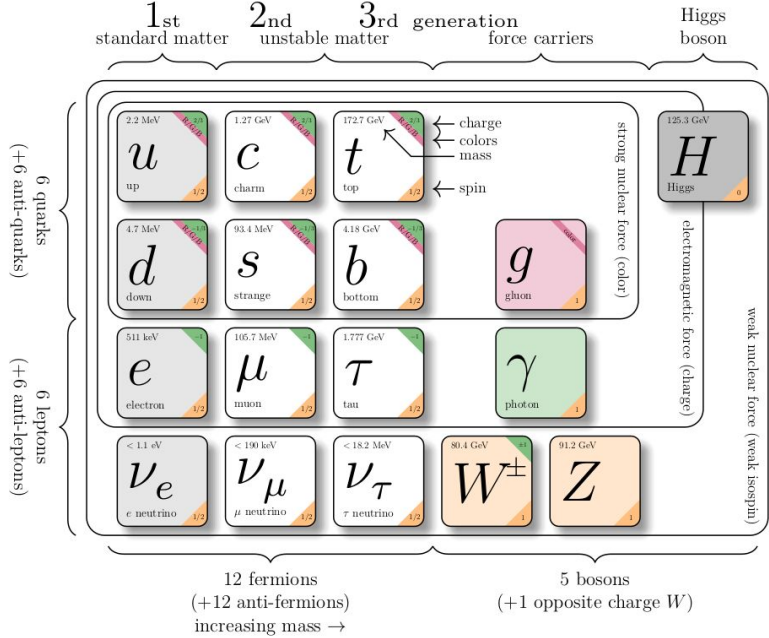 1st 2nd 3rd generation
standard matter unstable matter force carriers Higgs boson
6 quarks
(+6 anti-quarks)
6 leptons
(+6 anti-leptons)
2.2 MeV 2/3 R/G/B
u
up 1/2
1.27 GeV 2/3 R/G/B
c
charm 1/2
172.7 GeV 2/3 R/G/B
t
top 1/2
charge
colors
mass
spin
125.3 GeV
H
Higgs 0
4.7 MeV −1/3 R/G/B
d
down 1/2
93.4 MeV −1/3 R/G/B
s
strange 1/2
4.18 GeV −1/3 R/G/B
b
bottom 1/2
color
g
gluon 1
strong nuclear force (color)
511 keV −1
e
electron 1/2
105.7 MeV −1
μ
muon 1/2
1.777 GeV −1
τ
tau 1/2
γ
photon 1
electromagnetic force (charge)
< 1.1 eV
νe
e neutrino 1/2
< 190 keV
νμ
μ neutrino 1/2
< 18.2 MeV
ντ
τ neutrino 1/2
80.4 GeV ±1
W±
1
91.2 GeV
Z
1
weak nuclear force (weak isospin)
12 fermions
(+12 anti-fermions)
increasing mass →
5 bosons
(+1 opposite charge W)